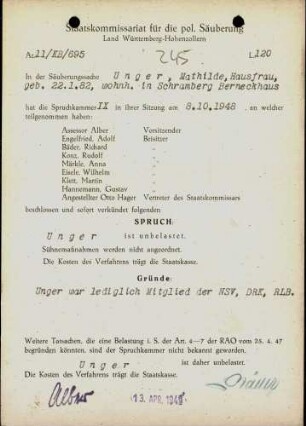 Staatskommissariat für die pol. Säuberung
Land Württemberg-Hohenzollern
Az: 11/XB/695
245
L 120
In der Säuberungssache Unger, Mathilde, Hausfrau,
geb. 22.1.82, wohnh. in Schramberg Berneckhaus
hat die Spruchkammer IX in ihrer Sitzung am 8.10.1948 , an welcher
teilgenommen haben:
Assessor Alber Vorsitzender
Engelfried, Adolf Beisitzer
Bäder, Richard
Konz, Rudolf
Märkle, Anna
Eisele, Wilhelm
Klett, Martin
Hannemann, Gustav
Angestellter Otto Hager Vertreter des Staatskommissars
beschlossen und sofort verkündet folgenden
SPRUCH:
Unger
ist unbelastet.
Sühnemaßnahmen werden nicht angeordnet.
Die Kosten des Verfahrens trägt die Staatskasse.
Gründe:
Unger war lediglich Mitglied der NSV, DRK, RLB.
Weitere Tatsachen, die eine Belastung i. S. der Art. 4—7 der RAO vom 25. 4. 47
begründen könnten, sind der Spruchkammer nicht bekannt geworden.
Unger
ist daher unbelastet.
Die Kosten des Verfahrens trägt die Staatskasse.
Alber
13. APR. 1949